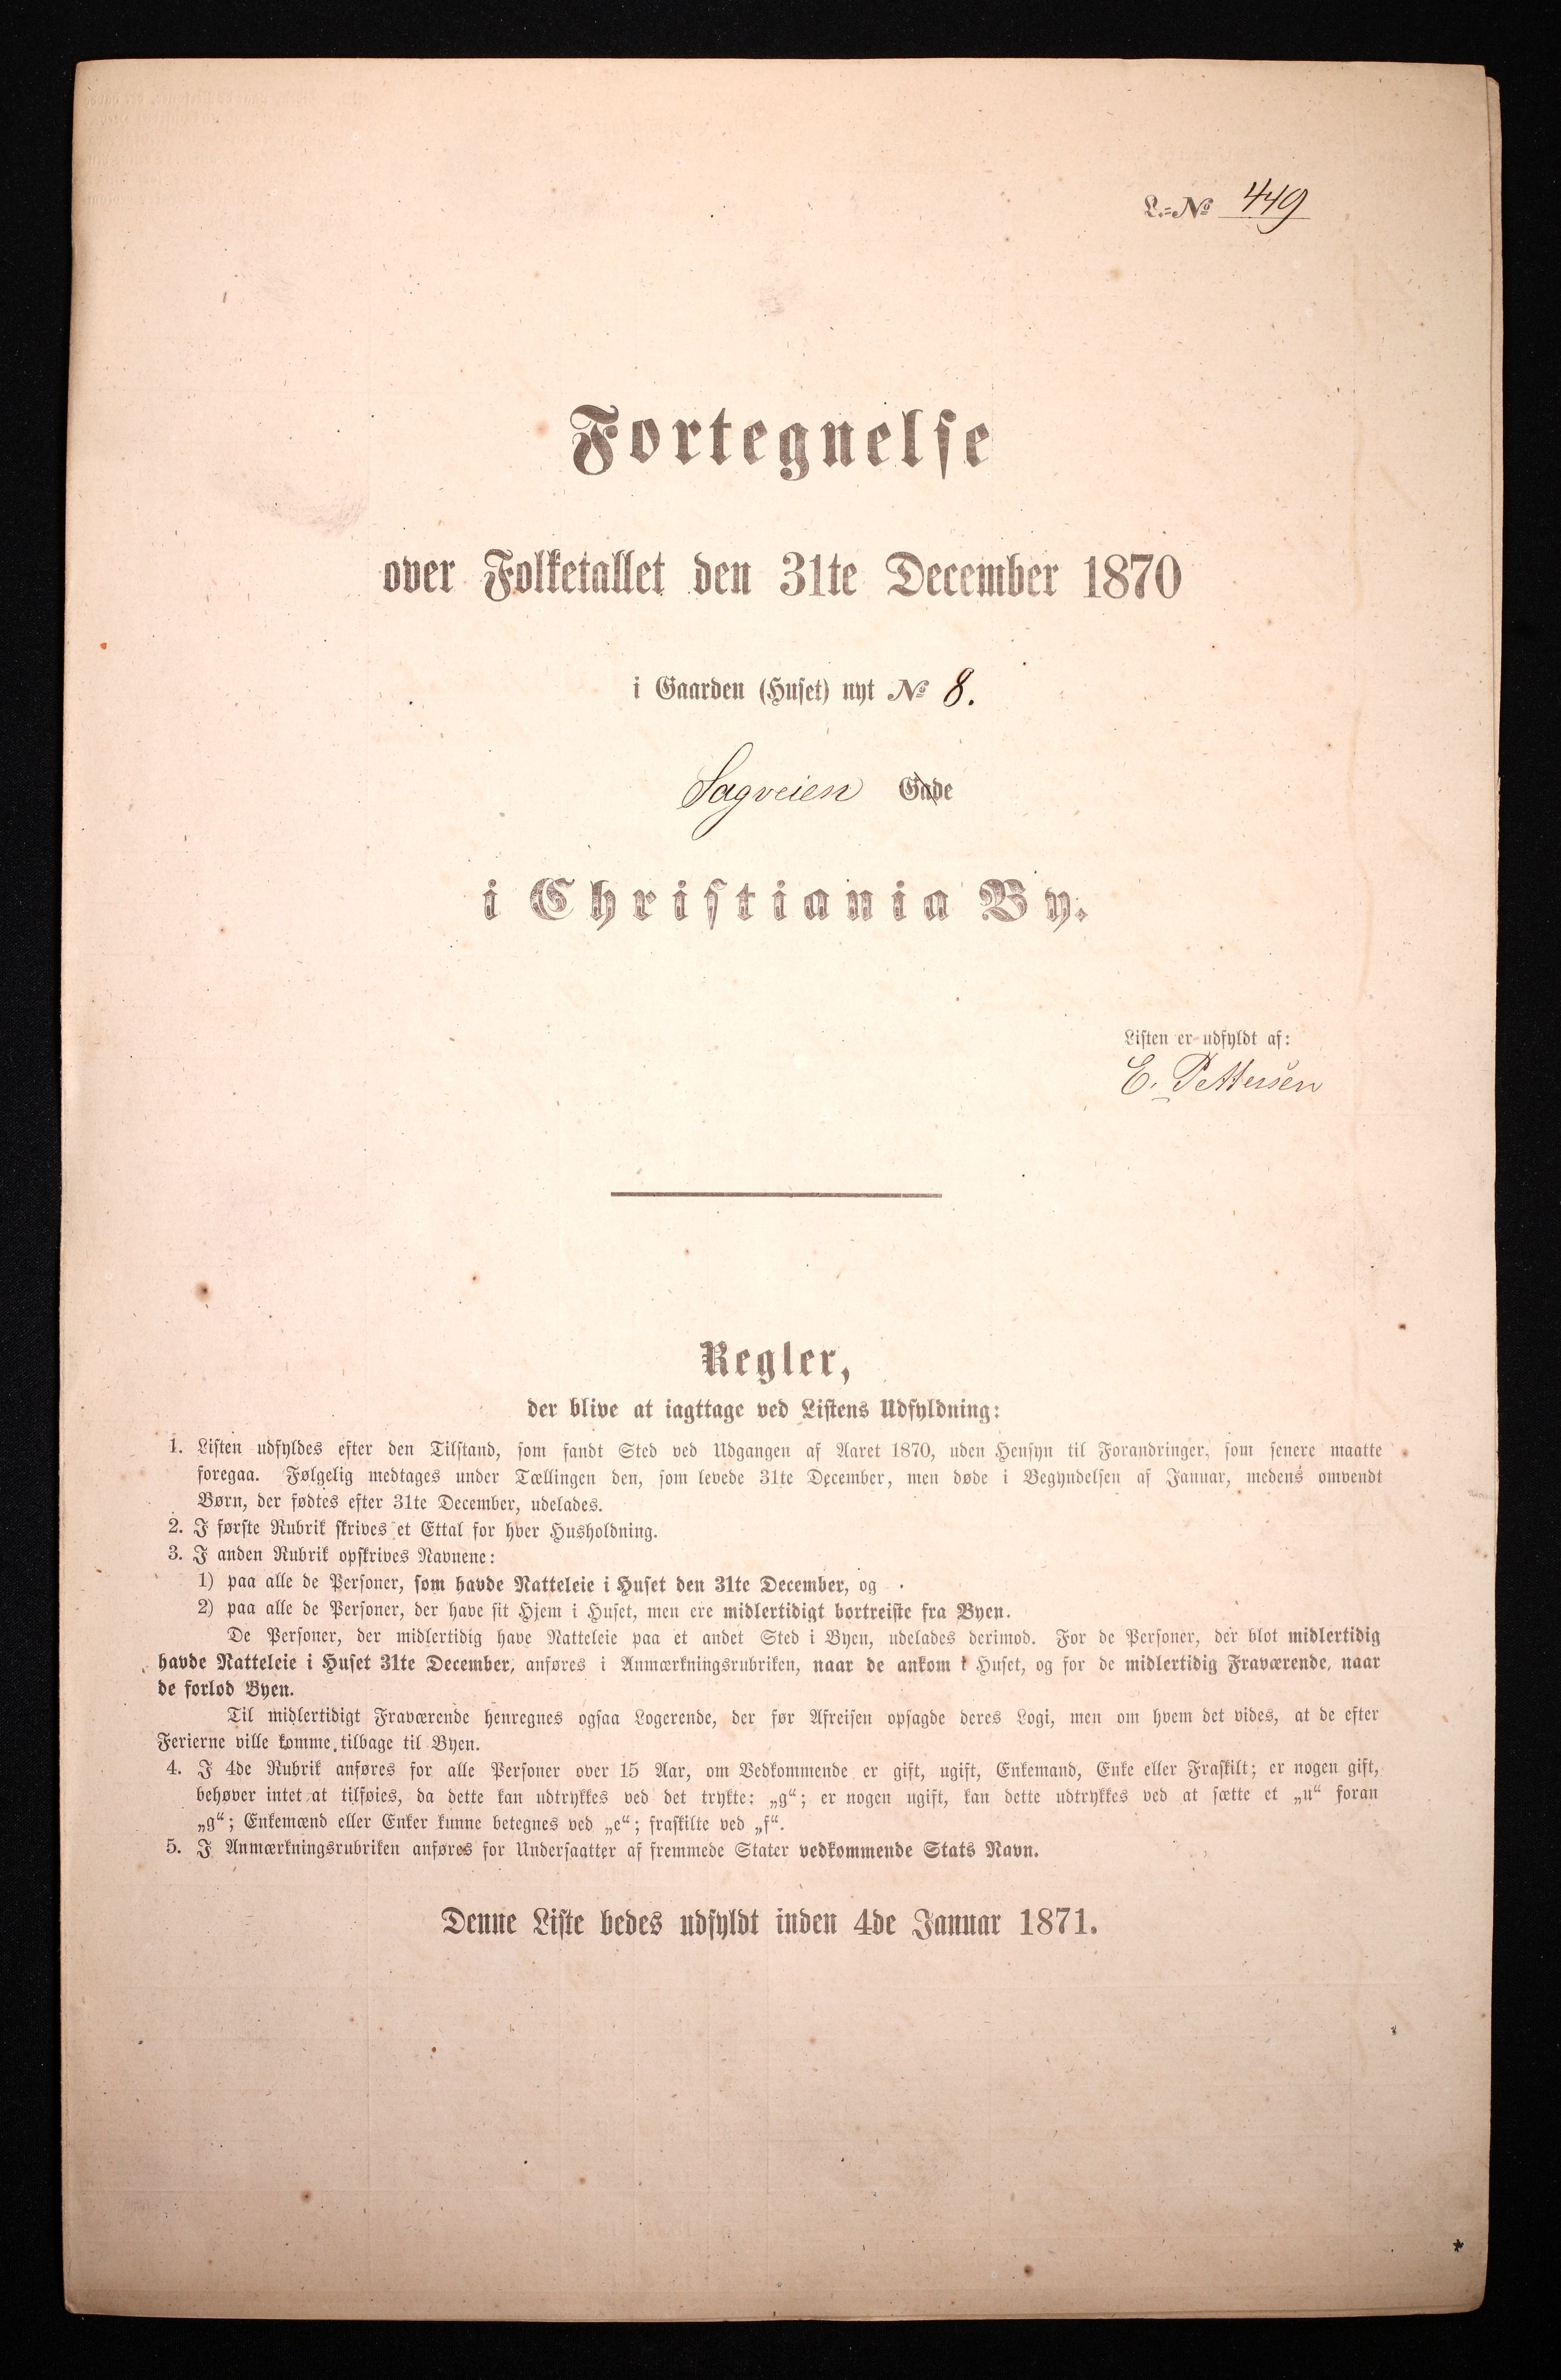 L.-№ 449
Fortegnelse
over Folketallet den 31te December 1870
i Gaarden (Huset) nyt № 8.
Sagveien Gade
i Christiania By.
Listen er udfyldt af:
E. Pettersen
Regler,
der blive at iagttage ved Listens Udfyldning:
1. Listen udfyldes efter den Tilstand, som fandt Sted ved Udgangen af Aaret 1870, uden Hensyn til Forandringer, som senere maatte
foregaa. Følgelig medtages under Tællingen den, som levede 31te December, men døde i Begyndelsen af Januar, medens omvendt
Børn, der fødtes efter 31te December, udelades.
2. I første Rubrik skrives et Ettal for hver Husholdning.
3. I anden Rubrik opskrives Navnene:
1) paa alle de Personer, som havde Natteleie i Huset den 31te December, og
2) paa alle de Personer, der have sit Hjem i Huset, men ere midlertidigt bortreiste fra Byen.
De Personer, der midlertidig have Natteleie paa et andet Sted i Byen, udelades derimod. For de Personer, der blot midlertidig
havde Natteleie i Huset 31te December, anføres i Anmærkningsrubriken, naar de ankom i Huset, og for de midlertidig Fraværende, naar
de forlod Byen.
Til midlertidigt Fraværende henregnes ogsaa Logerende, der før Afreisen opsagde deres Logi, men om hvem det vides, at de efter
Ferierne ville komme tilbage til Byen.
4. I 4de Rubrik anføres for alle Personer over 15 Aar, om Vedkommende er gift, ugift, Enkemand, Enke eller Fraskilt; er nogen gift,
behøver intet at tilføies, da dette kan udtrykkes ved det trykte: „g“; er nogen ugift, kan dette udtrykkes ved at sætte et „u“ foran
„g“; Enkemænd eller Enker kunne betegnes ved „e“; fraskilte ved „f“.
5. I Anmærkningsrubriken anføres for Undersaatter af fremmede Stater vedkommende Stats Navn.
Denne Liste bedes udfyldt inden 4de Januar 1871.